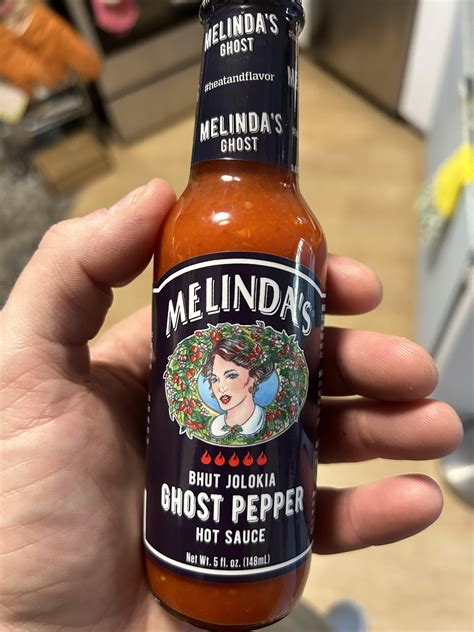 MELINDA'S
GHOST
#heatandflavor
MELINDA'S
GHOST
MELINDA'S
BHUT JOLOKIA
GHOST PEPPER
HOT SAUCE
Net Wt. 5 fl. oz. (148mL)